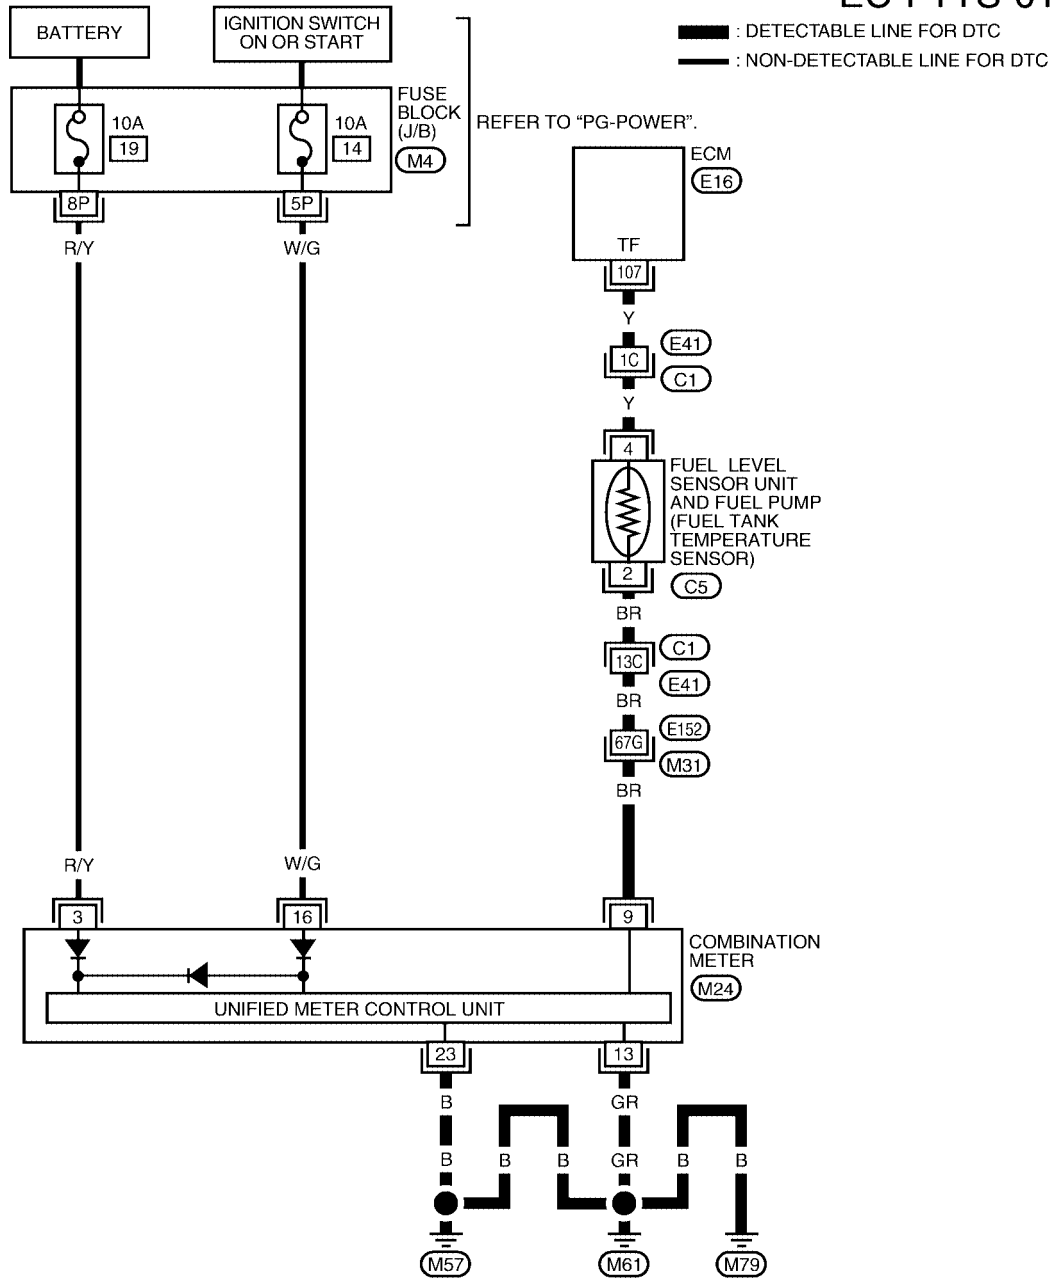 : DETECTABLE LINE FOR DTC
: NON-DETECTABLE LINE FOR DTC
BATTERY
IGNITION SWITCH
ON OR START
FUSE
BLOCK
(J/B)
M4
10A
19
10A
14
REFER TO “PG-POWER”.
8P
5P
R/Y
W/G
ECM
E16
TF
107
Y
1C
E41
C1
Y
4
FUEL LEVEL
SENSOR UNIT
AND FUEL PUMP
(FUEL TANK
TEMPERATURE
SENSOR)
2
C5
BR
13C
C1
E41
BR
67G
E152
M31
BR
R/Y
W/G
3
16
9
COMBINATION
METER
M24
UNIFIED METER CONTROL UNIT
23
13
B
GR
B
B
B
GR
B
B
M57
M61
M79